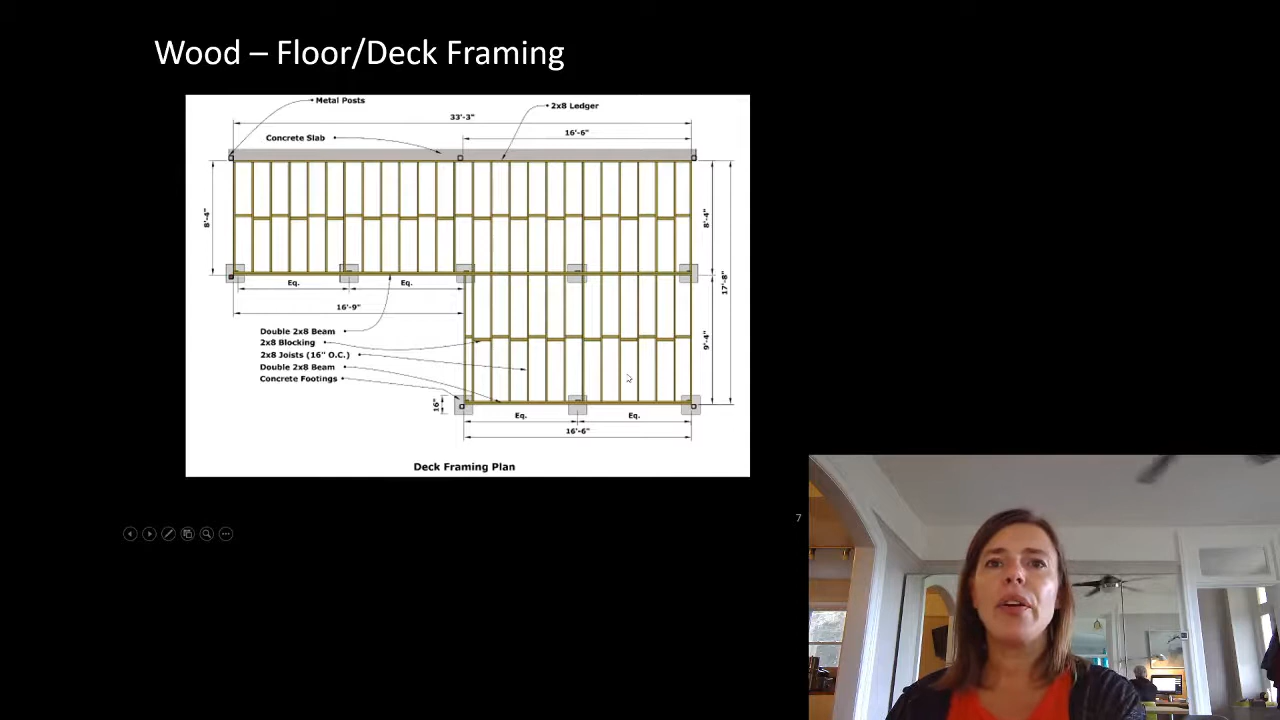 Wood – Floor/Deck Framing
Metal Posts
2x8 Ledger
33'-3"
16'-6"
Concrete Slab
8'-4"
8'-4"
17'-8"
Eq.
Eq.
16'-9"
Double 2x8 Beam
2x8 Blocking
2x8 Joists (16" O.C.)
Double 2x8 Beam
Concrete Footings
9'-4"
16"
Eq.
Eq.
16'-6"
Deck Framing Plan
7